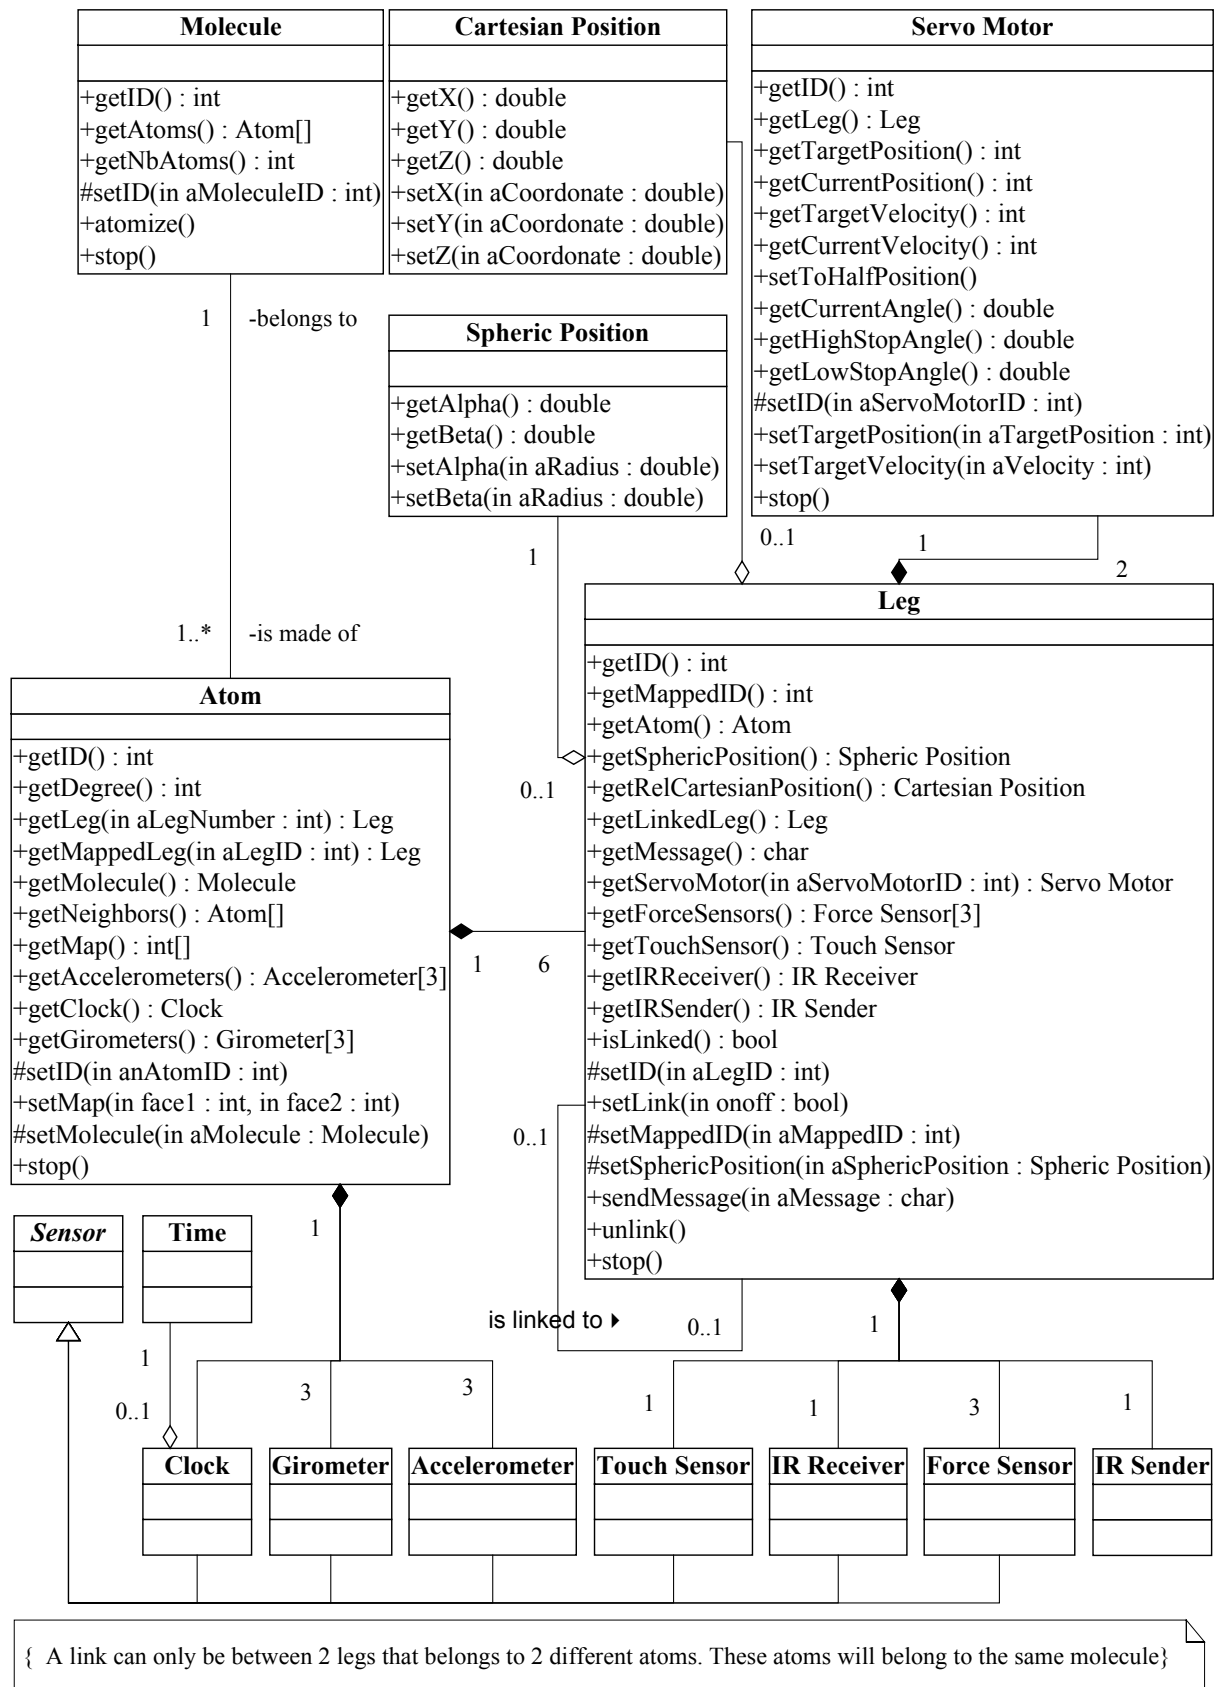 Molecule
+getID() : int
+getAtoms() : Atom[]
+getNbAtoms() : int
#setID(in aMoleculeID : int)
+atomize()
+stop()
Cartesian Position
+getX() : double
+getY() : double
+getZ() : double
+setX(in aCoordonate : double)
+setY(in aCoordonate : double)
+setZ(in aCoordonate : double)
Servo Motor
+getID() : int
+getLeg() : Leg
+getTargetPosition() : int
+getCurrentPosition() : int
+getTargetVelocity() : int
+getCurrentVelocity() : int
+setToHalfPosition()
+getCurrentAngle() : double
+getHighStopAngle() : double
+getLowStopAngle() : double
#setID(in aServoMotorID : int)
+setTargetPosition(in aTargetPosition : int)
+setTargetVelocity(in aVelocity : int)
+stop()
1 -belongs to
Spheric Position
+getAlpha() : double
+getBeta() : double
+setAlpha(in aRadius : double)
+setBeta(in aRadius : double)
1
0..1
1
2
1..* -is made of
Atom
+getID() : int
+getDegree() : int
+getLeg(in aLegNumber : int) : Leg
+getMappedLeg(in aLegID : int) : Leg
+getMolecule() : Molecule
+getNeighbors() : Atom[]
+getMap() : int[]
+getAccelerometers() : Accelerometer[3]
+getClock() : Clock
+getGirometers() : Girometer[3]
#setID(in anAtomID : int)
+setMap(in face1 : int, in face2 : int)
#setMolecule(in aMolecule : Molecule)
+stop()
0..1
1 6
Leg
+getID() : int
+getMappedID() : int
+getAtom() : Atom
+getSphericPosition() : Spheric Position
+getRelCartesianPosition() : Cartesian Position
+getLinkedLeg() : Leg
+getMessage() : char
+getServoMotor(in aServoMotorID : int) : Servo Motor
+getForceSensors() : Force Sensor[3]
+getTouchSensor() : Touch Sensor
+getIRReceiver() : IR Receiver
+getIRSender() : IR Sender
+isLinked() : bool
#setID(in aLegID : int)
+setLink(in onoff : bool)
#setMappedID(in aMappedID : int)
#setSphericPosition(in aSphericPosition : Spheric Position)
+sendMessage(in aMessage : char)
+unlink()
+stop()
0..1
is linked to
0..1
Sensor
Time
1
1
1
0..1
3
3
1
1
3
1
Clock
Girometer
Accelerometer
Touch Sensor
IR Receiver
Force Sensor
IR Sender
{ A link can only be between 2 legs that belongs to 2 different atoms. These atoms will belong to the same molecule}